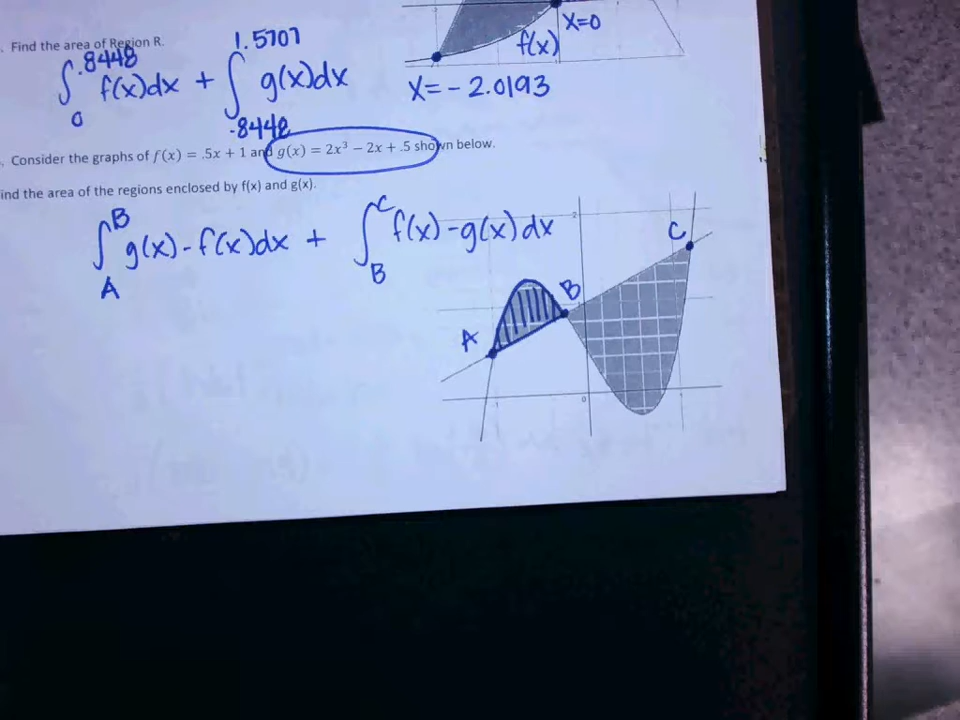 . Find the area of Region R.
∫ .8448 0 f(x)dx + ∫ 1.5707 .8448 g(x)dx
X=0
f(x)
X=-2.0193
. Consider the graphs of f(x) = .5x + 1 and g(x) = 2x³ − 2x + .5 shown below.
ind the area of the regions enclosed by f(x) and g(x).
∫ B A g(x)-f(x)dx + ∫ C B f(x)-g(x)dx
2
C
B
A
0
1